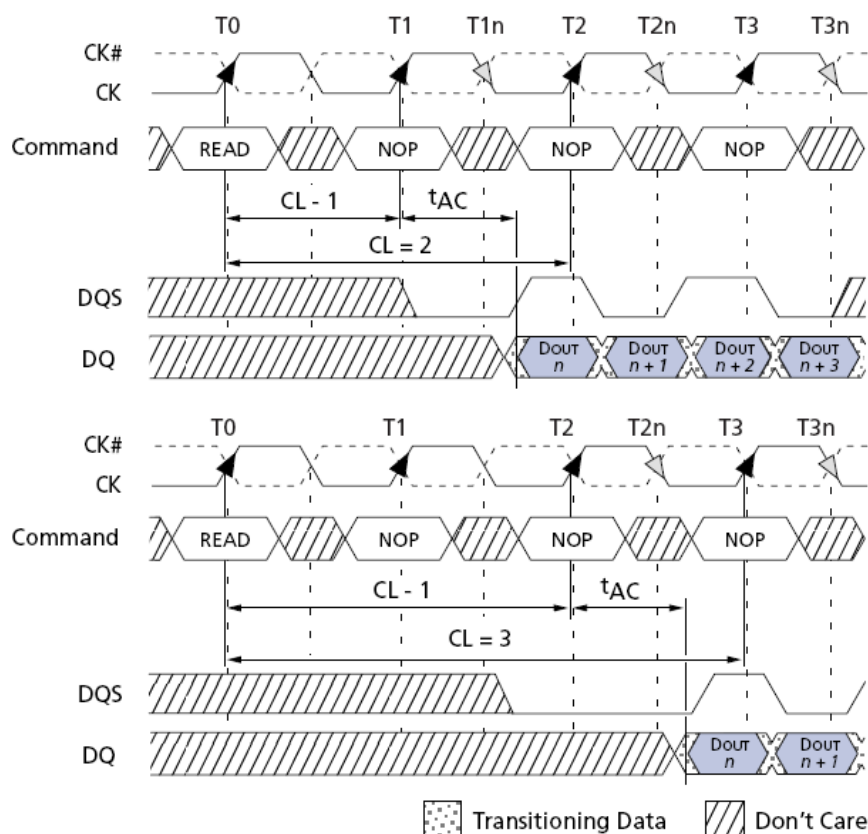 T0 T1 T1n T2 T2n T3 T3n
CK#
CK
Command READ NOP NOP NOP
CL - 1 tAC
CL = 2
DQS
DQ DOUT n DOUT n + 1 DOUT n + 2 DOUT n + 3
T0 T1 T2 T2n T3 T3n
CK#
CK
Command READ NOP NOP NOP
CL - 1 tAC
CL = 3
DQS
DQ DOUT n DOUT n + 1
Transitioning Data Don't Care